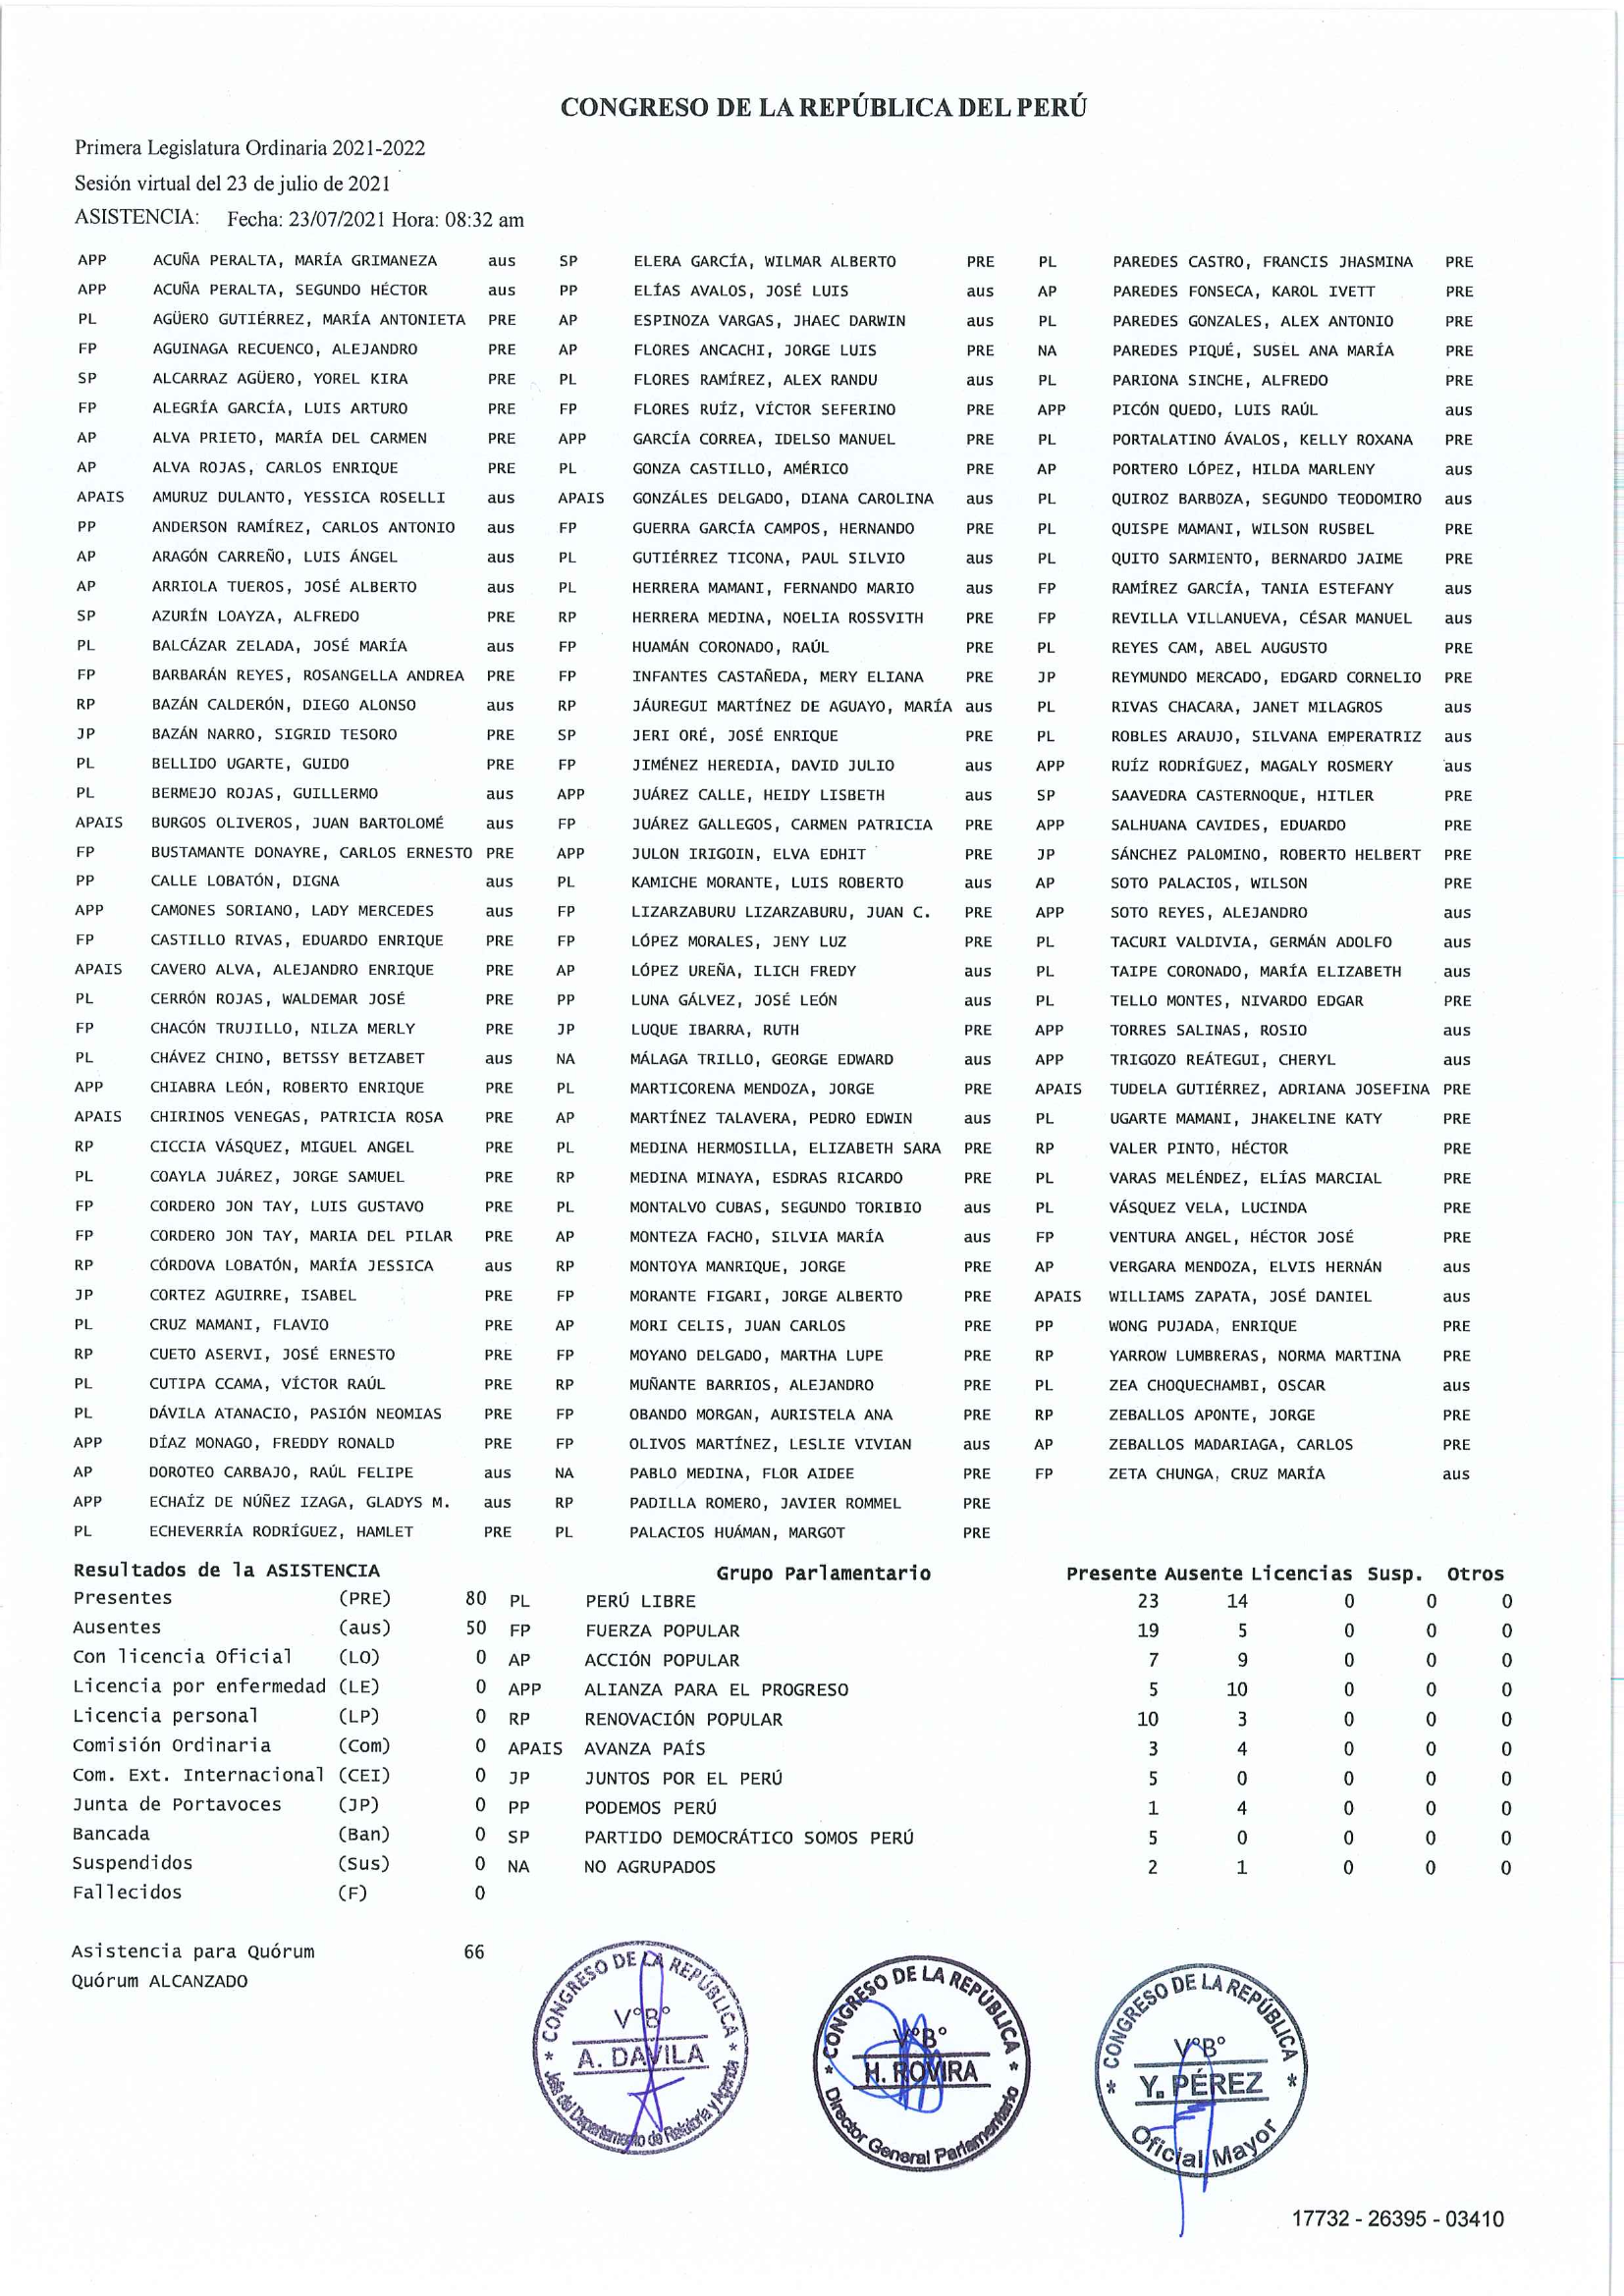 CONGRESO DE LA REPÚBLICA DEL PERÚ
Primera Legislatura Ordinaria 2021-2022
Sesión virtual del 23 de julio de 2021
ASISTENCIA: Fecha: 23/07/2021 Hora: 08:32 am
APP ACUÑA PERALTA, MARÍA GRIMANEZA aus SP ELERA GARCÍA, WILMAR ALBERTO PRE PL PAREDES CASTRO, FRANCIS JHASMINA PRE
APP ACUÑA PERALTA, SEGUNDO HÉCTOR aus PP ELÍAS AVALOS, JOSÉ LUIS aus AP PAREDES FONSECA, KAROL IVETT PRE
PL AGÜERO GUTIÉRREZ, MARÍA ANTONIETA PRE AP ESPINOZA VARGAS, JHAEC DARWIN aus PL PAREDES GONZALES, ALEX ANTONIO PRE
FP AGUINAGA RECUENCO, ALEJANDRO PRE AP FLORES ANCACHI, JORGE LUIS PRE NA PAREDES PIQUÉ, SUSEL ANA MARÍA PRE
SP ALCARRAZ AGÜERO, YOREL KIRA PRE PL FLORES RAMÍREZ, ALEX RANDU aus PL PARIONA SINCHE, ALFREDO PRE
FP ALEGRÍA GARCÍA, LUIS ARTURO PRE FP FLORES RUÍZ, VÍCTOR SEFERINO PRE APP PICÓN QUEDO, LUIS RAÚL aus
AP ALVA PRIETO, MARÍA DEL CARMEN PRE APP GARCÍA CORREA, IDELSO MANUEL PRE PL PORTALATINO ÁVALOS, KELLY ROXANA PRE
AP ALVA ROJAS, CARLOS ENRIQUE PRE PL GONZA CASTILLO, AMÉRICO PRE AP PORTERO LÓPEZ, HILDA MARLENY aus
APAIS AMURUZ DULANTO, YESSICA ROSELLI aus APAIS GONZÁLES DELGADO, DIANA CAROLINA aus PL QUIROZ BARBOZA, SEGUNDO TEODOMIRO aus
PP ANDERSON RAMÍREZ, CARLOS ANTONIO aus FP GUERRA GARCÍA CAMPOS, HERNANDO PRE PL QUISPE MAMANI, WILSON RUSBEL PRE
AP ARAGÓN CARREÑO, LUIS ÁNGEL aus PL GUTIÉRREZ TICONA, PAUL SILVIO aus PL QUITO SARMIENTO, BERNARDO JAIME PRE
AP ARRIOLA TUEROS, JOSÉ ALBERTO aus PL HERRERA MAMANI, FERNANDO MARIO aus FP RAMÍREZ GARCÍA, TANIA ESTEFANY aus
SP AZURÍN LOAYZA, ALFREDO PRE RP HERRERA MEDINA, NOELIA ROSSVITH PRE FP REVILLA VILLANUEVA, CÉSAR MANUEL aus
PL BALCÁZAR ZELADA, JOSÉ MARÍA aus FP HUAMÁN CORONADO, RAÚL PRE PL REYES CAM, ABEL AUGUSTO PRE
FP BARBARÁN REYES, ROSANGELLA ANDREA PRE FP INFANTES CASTAÑEDA, MERY ELIANA PRE JP REYMUNDO MERCADO, EDGARD CORNELIO PRE
RP BAZÁN CALDERÓN, DIEGO ALONSO aus RP JÁUREGUI MARTÍNEZ DE AGUAYO, MARÍA aus PL RIVAS CHACARA, JANET MILAGROS aus
JP BAZÁN NARRO, SIGRID TESORO PRE SP JERI ORÉ, JOSÉ ENRIQUE PRE PL ROBLES ARAUJO, SILVANA EMPERATRIZ aus
PL BELLIDO UGARTE, GUIDO PRE FP JIMÉNEZ HEREDIA, DAVID JULIO aus APP RUÍZ RODRÍGUEZ, MAGALY ROSMERY aus
PL BERMEJO ROJAS, GUILLERMO aus APP JUÁREZ CALLE, HEIDY LISBETH aus SP SAAVEDRA CASTERNOQUE, HITLER PRE
APAIS BURGOS OLIVEROS, JUAN BARTOLOMÉ aus FP JUÁREZ GALLEGOS, CARMEN PATRICIA PRE APP SALHUANA CAVIDES, EDUARDO PRE
FP BUSTAMANTE DONAYRE, CARLOS ERNESTO PRE APP JULON IRIGOIN, ELVA EDHIT PRE JP SÁNCHEZ PALOMINO, ROBERTO HELBERT PRE
PP CALLE LOBATÓN, DIGNA aus PL KAMICHE MORANTE, LUIS ROBERTO aus AP SOTO PALACIOS, WILSON PRE
APP CAMONES SORIANO, LADY MERCEDES aus FP LIZARZABURU LIZARZABURU, JUAN C. PRE APP SOTO REYES, ALEJANDRO aus
FP CASTILLO RIVAS, EDUARDO ENRIQUE PRE FP LÓPEZ MORALES, JENY LUZ PRE PL TACURI VALDIVIA, GERMÁN ADOLFO aus
APAIS CAVERO ALVA, ALEJANDRO ENRIQUE PRE AP LÓPEZ UREÑA, ILICH FREDY aus PL TAIPE CORONADO, MARÍA ELIZABETH aus
PL CERRÓN ROJAS, WALDEMAR JOSÉ PRE PP LUNA GÁLVEZ, JOSÉ LEÓN aus PL TELLO MONTES, NIVARDO EDGAR PRE
FP CHACÓN TRUJILLO, NILZA MERLY PRE JP LUQUE IBARRA, RUTH PRE APP TORRES SALINAS, ROSIO aus
PL CHÁVEZ CHINO, BETSSY BETZABET aus NA MÁLAGA TRILLO, GEORGE EDWARD aus APP TRIGOZO REÁTEGUI, CHERYL aus
APP CHIABRA LEÓN, ROBERTO ENRIQUE PRE PL MARTICORENA MENDOZA, JORGE PRE APAIS TUDELA GUTIÉRREZ, ADRIANA JOSEFINA PRE
APAIS CHIRINOS VENEGAS, PATRICIA ROSA PRE AP MARTÍNEZ TALAVERA, PEDRO EDWIN aus PL UGARTE MAMANI, JHAKELINE KATY PRE
RP CICCIA VÁSQUEZ, MIGUEL ANGEL PRE PL MEDINA HERMOSILLA, ELIZABETH SARA PRE RP VALER PINTO, HÉCTOR PRE
PL COAYLA JUÁREZ, JORGE SAMUEL PRE RP MEDINA MINAYA, ESDRAS RICARDO PRE PL VARAS MELÉNDEZ, ELÍAS MARCIAL PRE
FP CORDERO JON TAY, LUIS GUSTAVO PRE PL MONTALVO CUBAS, SEGUNDO TORIBIO aus PL VÁSQUEZ VELA, LUCINDA PRE
FP CORDERO JON TAY, MARIA DEL PILAR PRE AP MONTEZA FACHO, SILVIA MARÍA aus FP VENTURA ANGEL, HÉCTOR JOSÉ PRE
RP CÓRDOVA LOBATÓN, MARÍA JESSICA aus RP MONTOYA MANRIQUE, JORGE PRE AP VERGARA MENDOZA, ELVIS HERNÁN aus
JP CORTEZ AGUIRRE, ISABEL PRE FP MORANTE FIGARI, JORGE ALBERTO PRE APAIS WILLIAMS ZAPATA, JOSÉ DANIEL aus
PL CRUZ MAMANI, FLAVIO PRE AP MORI CELIS, JUAN CARLOS PRE PP WONG PUJADA, ENRIQUE PRE
RP CUETO ASERVI, JOSÉ ERNESTO PRE FP MOYANO DELGADO, MARTHA LUPE PRE RP YARROW LUMBRERAS, NORMA MARTINA PRE
PL CUTIPA CCAMA, VÍCTOR RAÚL PRE RP MUÑANTE BARRIOS, ALEJANDRO PRE PL ZEA CHOQUECHAMBI, OSCAR aus
PL DÁVILA ATANACIO, PASIÓN NEOMIAS PRE FP OBANDO MORGAN, AURISTELA ANA PRE RP ZEBALLOS APONTE, JORGE PRE
APP DÍAZ MONAGO, FREDDY RONALD PRE FP OLIVOS MARTÍNEZ, LESLIE VIVIAN aus AP ZEBALLOS MADARIAGA, CARLOS PRE
AP DOROTEO CARBAJO, RAÚL FELIPE aus NA PABLO MEDINA, FLOR AIDEE PRE FP ZETA CHUNGA, CRUZ MARÍA aus
APP ECHAÍZ DE NÚÑEZ IZAGA, GLADYS M. aus RP PADILLA ROMERO, JAVIER ROMMEL PRE
PL ECHEVERRÍA RODRÍGUEZ, HAMLET PRE PL PALACIOS HUÁMAN, MARGOT PRE
Resultados de la ASISTENCIA Grupo Parlamentario Presente Ausente Licencias Susp. Otros
Presentes (PRE) 80 PL PERÚ LIBRE 23 14 0 0 0
Ausentes (aus) 50 FP FUERZA POPULAR 19 5 0 0 0
Con licencia Oficial (LO) 0 AP ACCIÓN POPULAR 7 9 0 0 0
Licencia por enfermedad (LE) 0 APP ALIANZA PARA EL PROGRESO 5 10 0 0 0
Licencia personal (LP) 0 RP RENOVACIÓN POPULAR 10 3 0 0 0
Comisión Ordinaria (Com) 0 APAIS AVANZA PAÍS 3 4 0 0 0
Com. Ext. Internacional (CEI) 0 JP JUNTOS POR EL PERÚ 5 0 0 0 0
Junta de Portavoces (JP) 0 PP PODEMOS PERÚ 1 4 0 0 0
Bancada (Ban) 0 SP PARTIDO DEMOCRÁTICO SOMOS PERÚ 5 0 0 0 0
Suspendidos (Sus) 0 NA NO AGRUPADOS 2 1 0 0 0
Fallecidos (F) 0
Asistencia para Quórum 66
Quórum ALCANZADO
* CONGRESO DE LA REPÚBLICA *
V°B°
A. DAVILA
Jefe del Departamento de Relatoría y Agenda
* CONGRESO DE LA REPÚBLICA *
V°B°
H. ROVIRA
Director General Parlamentario
* CONGRESO DE LA REPÚBLICA *
V°B°
Y. PÉREZ
Oficial Mayor
17732 - 26395 - 03410